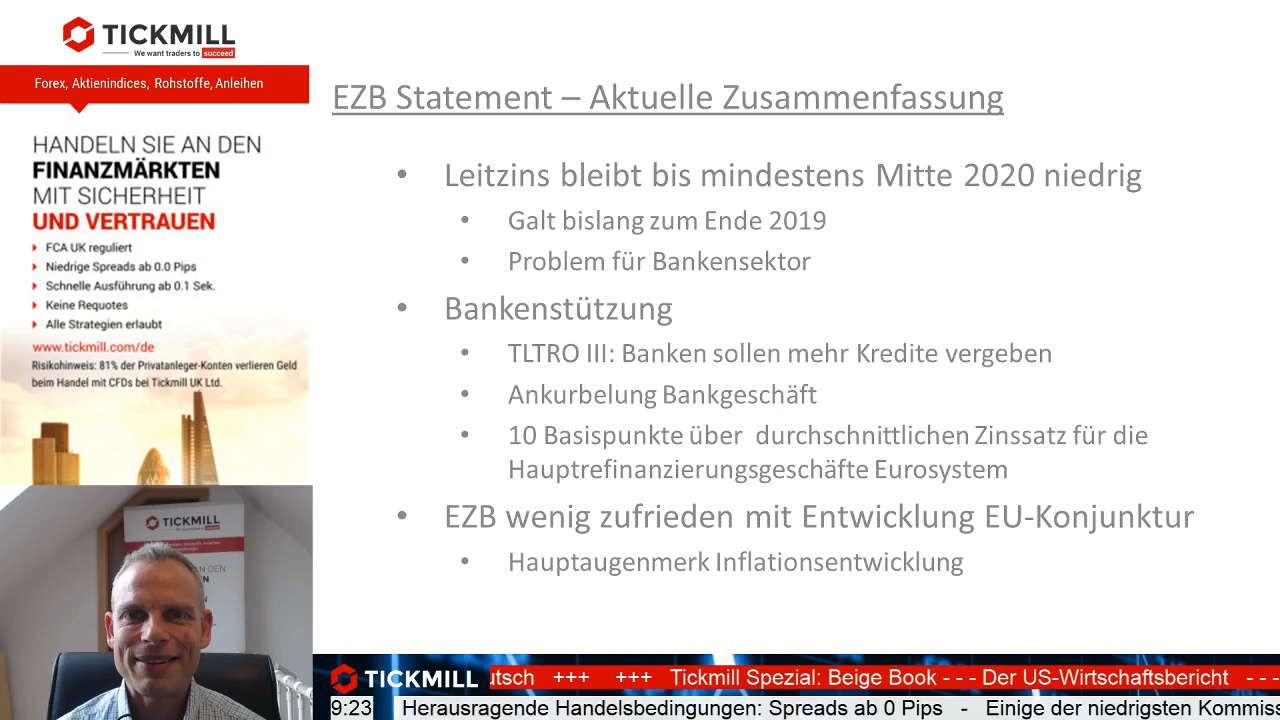 TICKMILL
We want traders to succeed
Forex, Aktienindices, Rohstoffe, Anleihen
HANDELN SIE AN DEN
FINANZMÄRKTEN
MIT SICHERHEIT
UND VERTRAUEN
FCA UK reguliert
Niedrige Spreads ab 0.0 Pips
Schnelle Ausführung ab 0.1 Sek.
Keine Requotes
Alle Strategien erlaubt
www.tickmill.com/de
Risikohinweis: 81% der Privatanleger-Konten verlieren Geld
beim Handel mit CFDs bei Tickmill UK Ltd.
TICKMILL
EZB Statement – Aktuelle Zusammenfassung
• Leitzins bleibt bis mindestens Mitte 2020 niedrig
• Galt bislang zum Ende 2019
• Problem für Bankensektor
• Bankenstützung
• TLTRO III: Banken sollen mehr Kredite vergeben
• Ankurbelung Bankgeschäft
• 10 Basispunkte über durchschnittlichen Zinssatz für die
Hauptrefinanzierungsgeschäfte Eurosystem
• EZB wenig zufrieden mit Entwicklung EU-Konjunktur
• Hauptaugenmerk Inflationsentwicklung
TICKMILL utsch +++ +++ Tickmill Spezial: Beige Book - - - Der US-Wirtschaftsbericht - - -
9:23 Herausragende Handelsbedingungen: Spreads ab 0 Pips - Einige der niedrigsten Kommiss